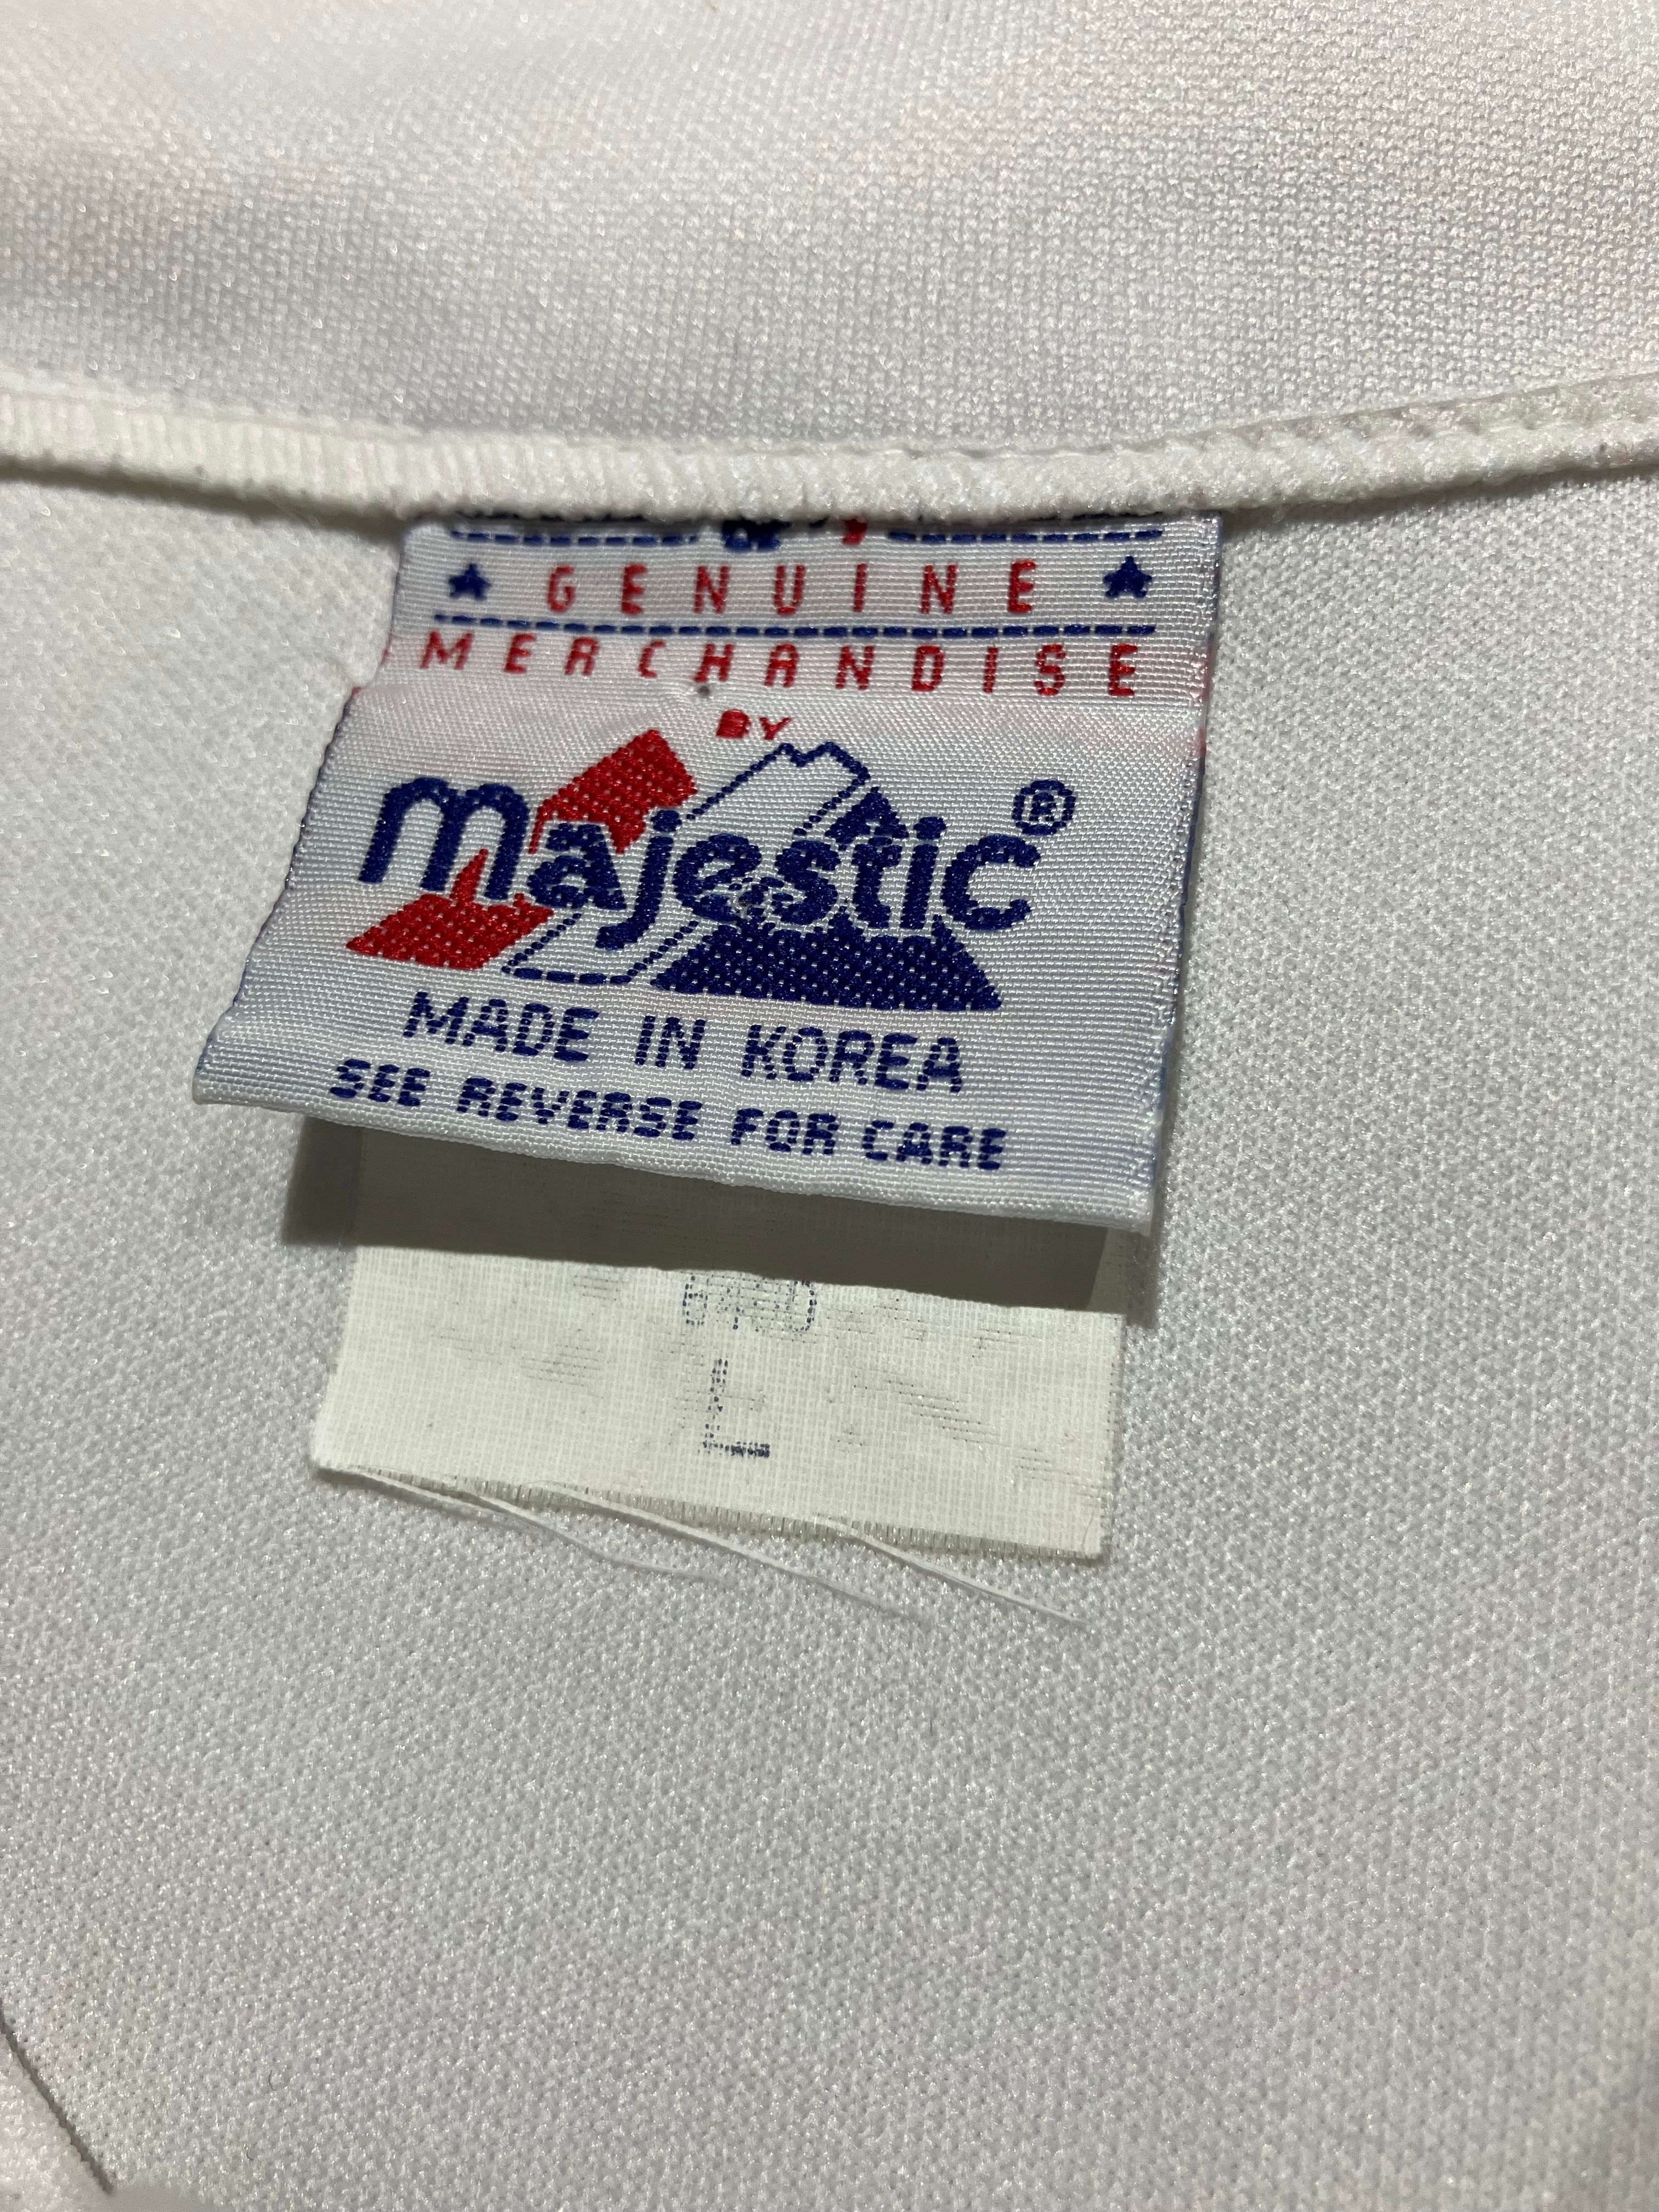 GENUINE
MERCHANDISE
BY
majestic®
MADE IN KOREA
SEE REVERSE FOR CARE
L